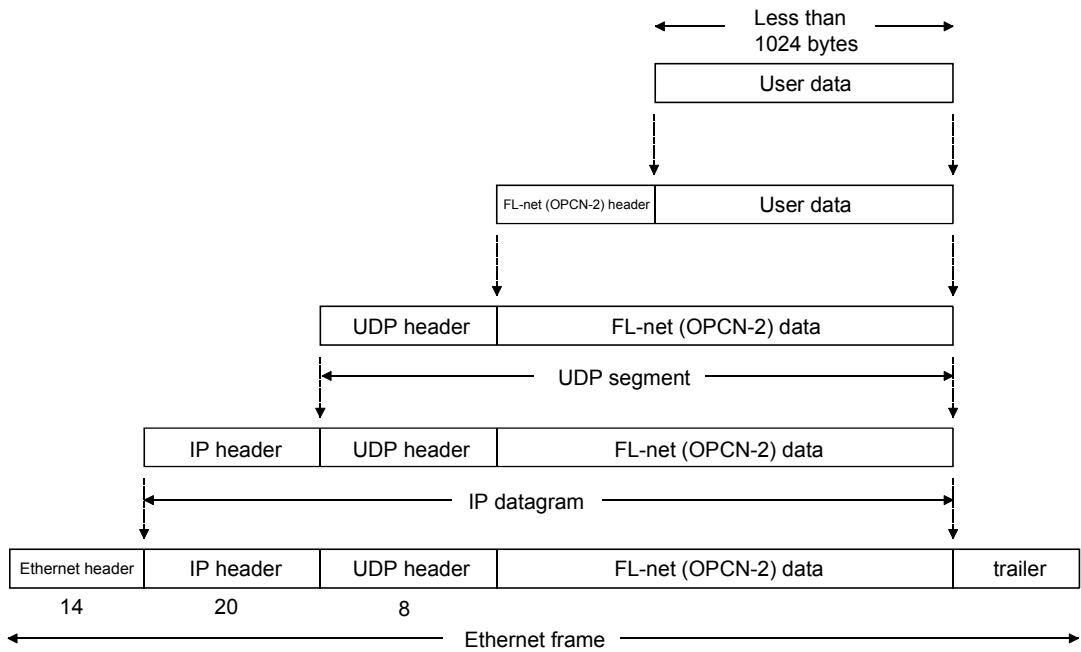 Less than
1024 bytes
User data
FL-net (OPCN-2) header
User data
UDP header
FL-net (OPCN-2) data
UDP segment
IP header
UDP header
FL-net (OPCN-2) data
IP datagram
Ethernet header
IP header
UDP header
FL-net (OPCN-2) data
trailer
14
20
8
Ethernet frame